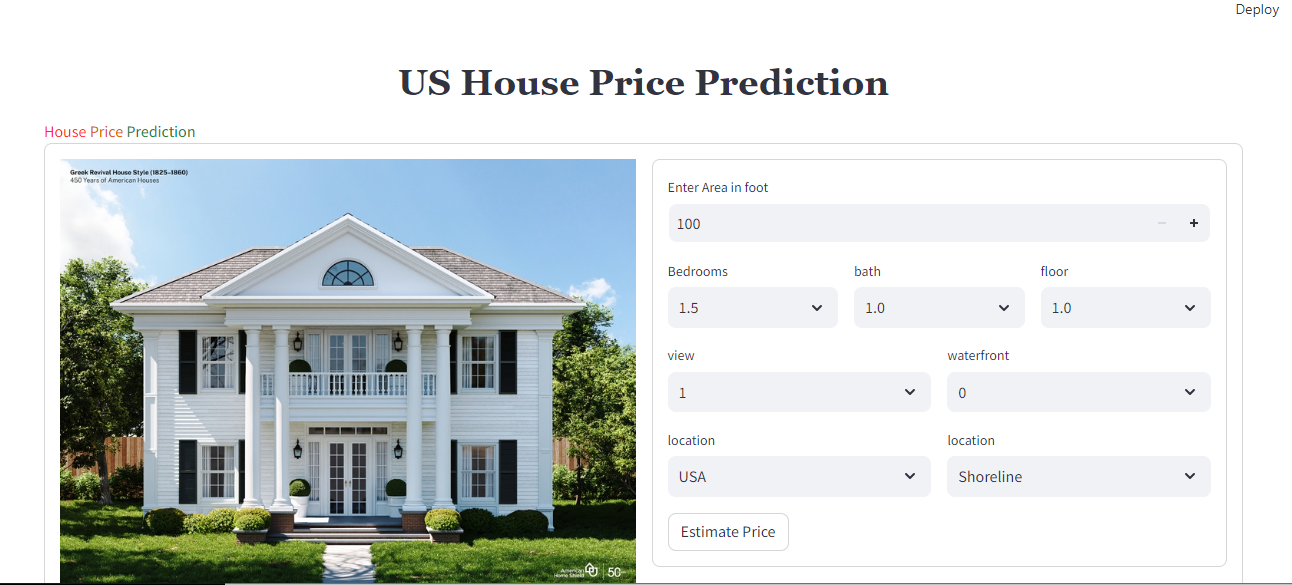 Deploy
US House Price Prediction
House Price Prediction
Greek Revival House Style (1825–1860)
450 Years of American Houses
American
Home Shield
50
Enter Area in foot
100
Bedrooms bath floor
1.5 1.0 1.0
view waterfront
1 0
location location
USA Shoreline
Estimate Price